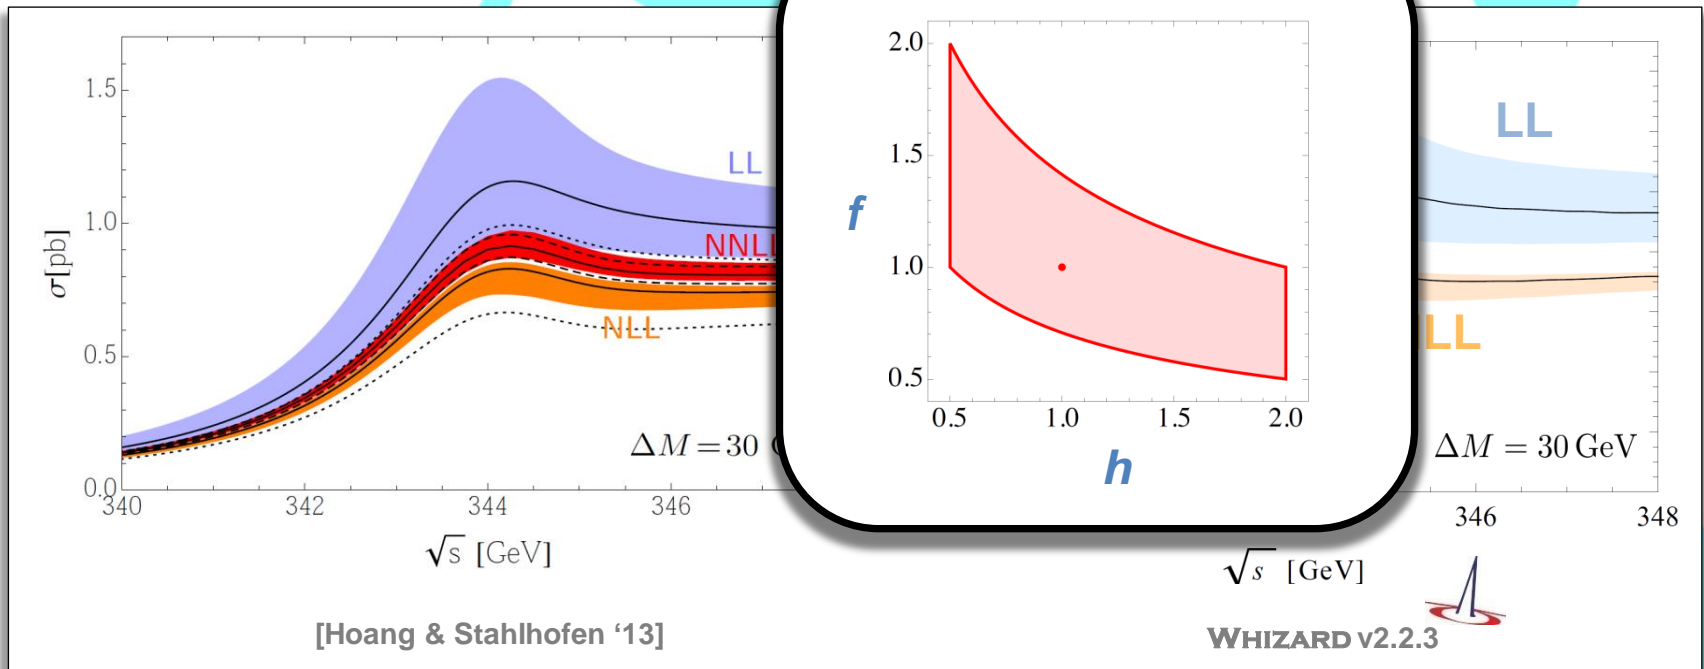 1.5
1.0
0.5
0.0
σ[pb]
LL
NNLL
NLL
ΔM = 30
340
342
344
346
√s [GeV]
[Hoang & Stahlhofen ‘13]
2.0
1.5
1.0
0.5
f
0.5
1.0
1.5
2.0
h
LL
LL
ΔM = 30 GeV
346
348
√s [GeV]
WHIZARD v2.2.3